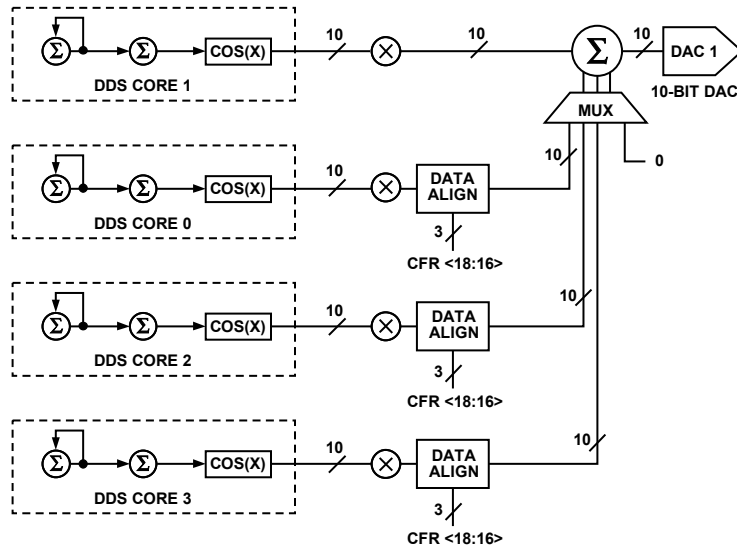 Σ Σ COS(X) 10 × 10 Σ 10 DAC 1
DDS CORE 1
10-BIT DAC
MUX
10 0
Σ Σ COS(X) 10 × DATA
ALIGN
DDS CORE 0
3
CFR <18:16>
10
Σ Σ COS(X) 10 × DATA
ALIGN
DDS CORE 2
3
CFR <18:16>
10
Σ Σ COS(X) 10 × DATA
ALIGN
DDS CORE 3
3
CFR <18:16>